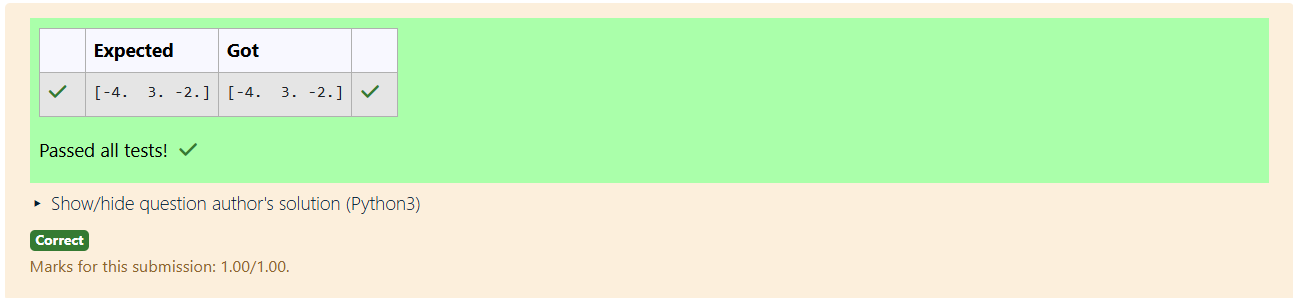 Expected Got
[-4.  3. -2.] [-4.  3. -2.]
Passed all tests!
Show/hide question author's solution (Python3)
Correct
Marks for this submission: 1.00/1.00.